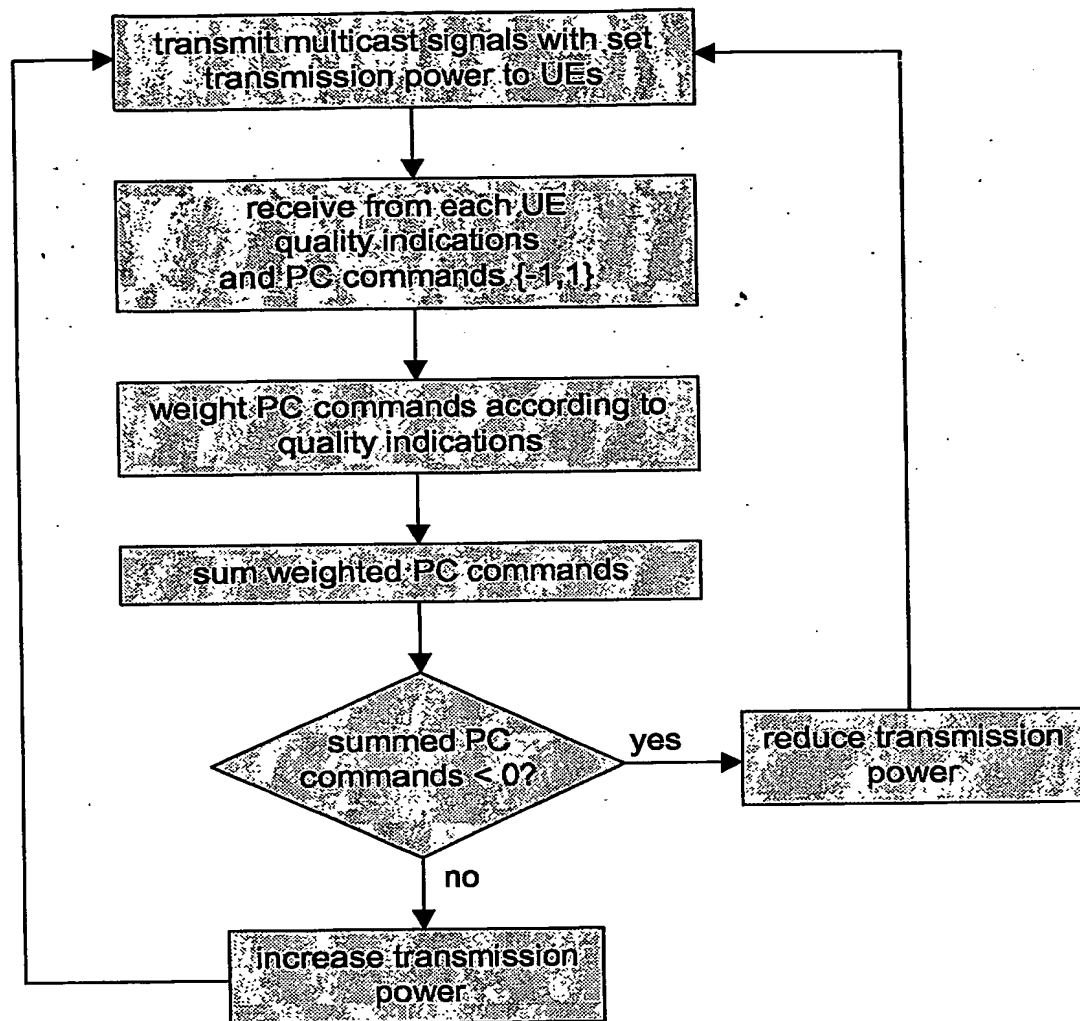 transmit multicast signals with set
transmission power to UEs
receive from each UE
quality indications
and PC commands {-1,1}
weight PC commands according to
quality indications
sum weighted PC commands
summed PC
commands < 0?
yes
reduce transmission
power
no
increase transmission
power